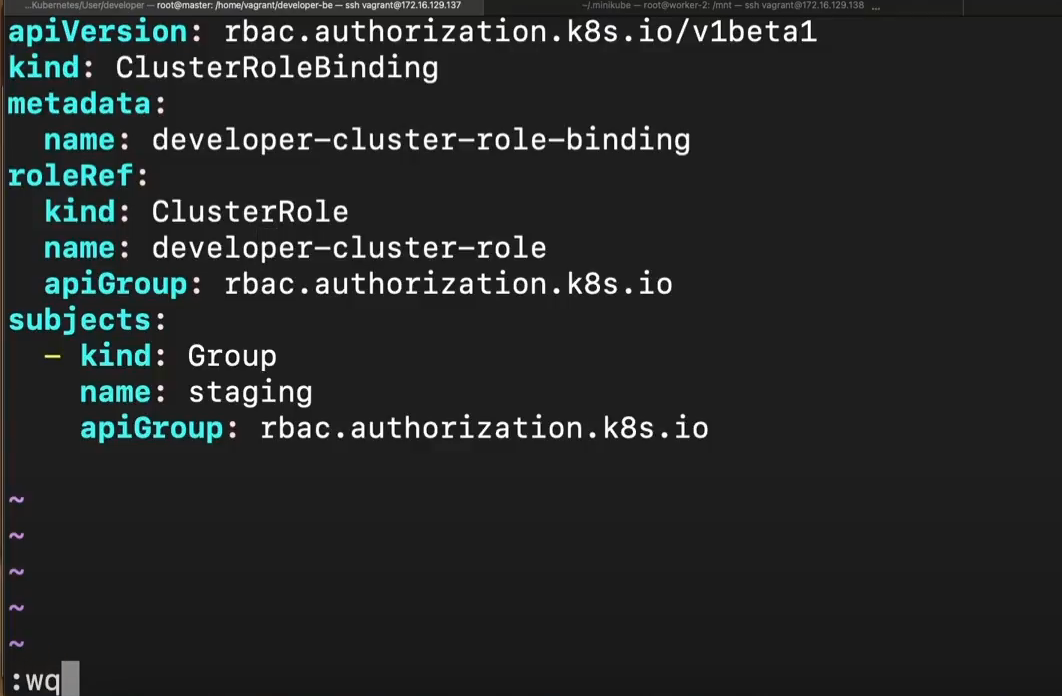 ...Kubernetes/User/developer — root@master: /home/vagrant/developer-be — ssh vagrant@172.16.129.137
~/.minikube — root@worker-2: /mnt — ssh vagrant@172.16.129.138 ...
apiVersion: rbac.authorization.k8s.io/v1beta1
kind: ClusterRoleBinding
metadata:
  name: developer-cluster-role-binding
roleRef:
  kind: ClusterRole
  name: developer-cluster-role
  apiGroup: rbac.authorization.k8s.io
subjects:
  - kind: Group
    name: staging
    apiGroup: rbac.authorization.k8s.io
~
~
~
~
~
:wq